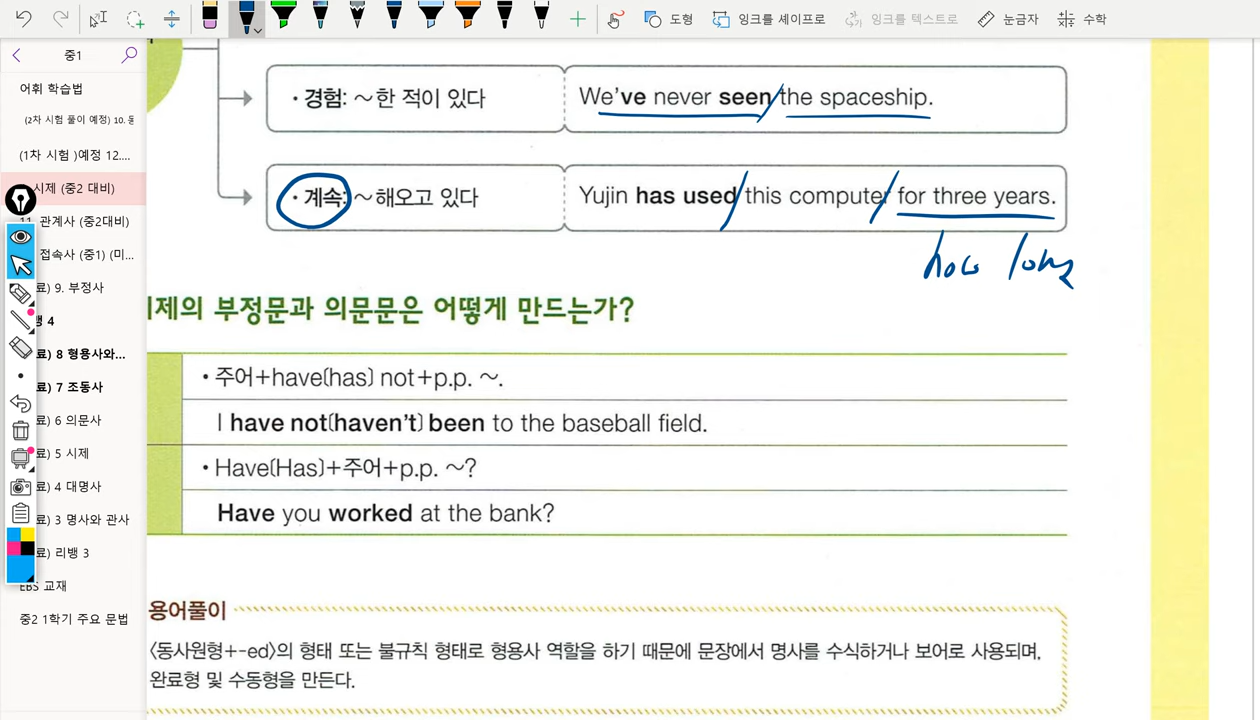 도형
잉크를 셰이프로
잉크를 텍스트로
눈금자
수학
중1
어휘 학습법
(2차 시험 풀이 예정) 10.
(1차 시험 )예정 12....
시제 (중2 대비)
11. 관계사 (중2대비)
접속사 (중1) (미...
료) 9. 부정사
뱅 4
료) 8 형용사와...
료) 7 조동사
료) 6 의문사
료) 5 시제
료) 4 대명사
료) 3 명사와 관사
료) 리뱅 3
EBS 교재
중2 1학기 주요 문법
• 경험: ～한 적이 있다
We've never seen the spaceship.
• 계속: ～해오고 있다
Yujin has used this computer for three years.
how long
시제의 부정문과 의문문은 어떻게 만드는가?
• 주어+have(has) not+p.p. ～.
I have not(haven't) been to the baseball field.
• Have(Has)+주어+p.p. ～?
Have you worked at the bank?
용어풀이
〈동사원형+-ed〉의 형태 또는 불규칙 형태로 형용사 역할을 하기 때문에 문장에서 명사를 수식하거나 보어로 사용되며,
완료형 및 수동형을 만든다.